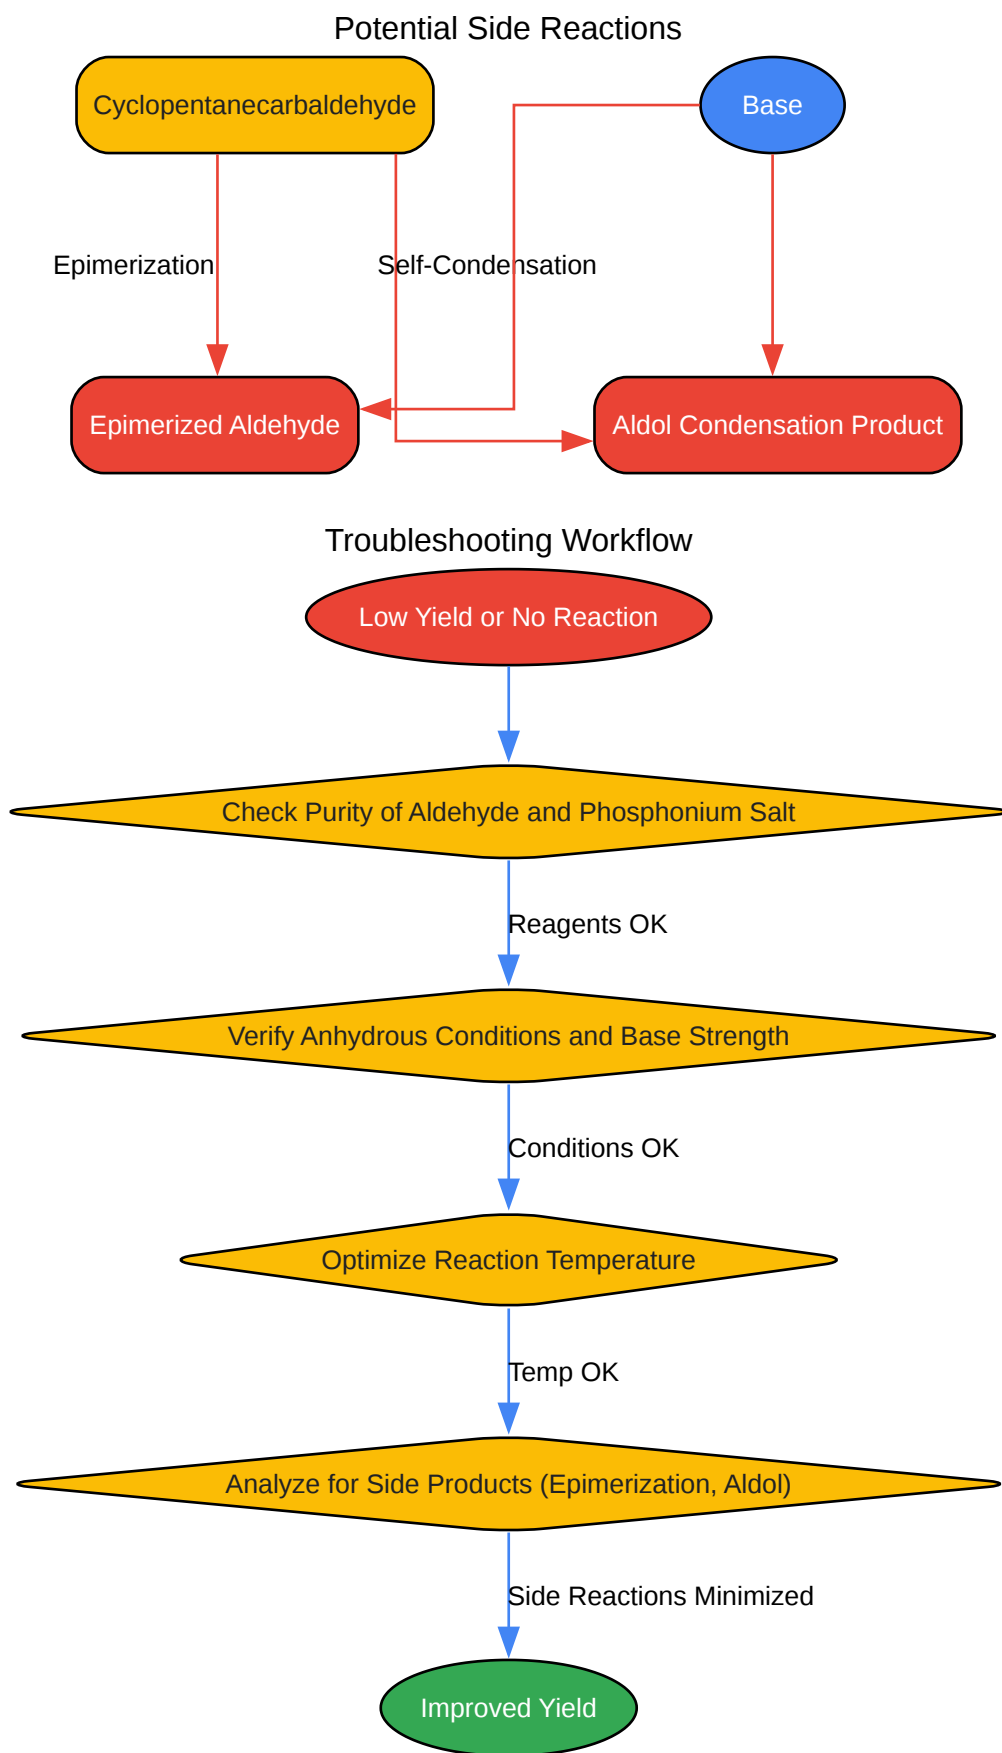 Potential Side Reactions
Cyclopentanecarbaldehyde
Base
Epimerization
Self-Condensation
Epimerized Aldehyde
Aldol Condensation Product
Troubleshooting Workflow
Low Yield or No Reaction
Check Purity of Aldehyde and Phosphonium Salt
Reagents OK
Verify Anhydrous Conditions and Base Strength
Conditions OK
Optimize Reaction Temperature
Temp OK
Analyze for Side Products (Epimerization, Aldol)
Side Reactions Minimized
Improved Yield